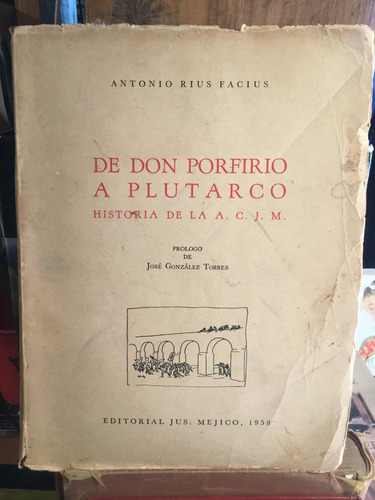 ANTONIO RIUS FACIUS
DE DON PORFIRIO
A PLUTARCO
HISTORIA DE LA A. C. J. M.
PROLOGO
DE
JOSÉ GONZÁLEZ TORRES
EDITORIAL JUS. MEJICO, 1958